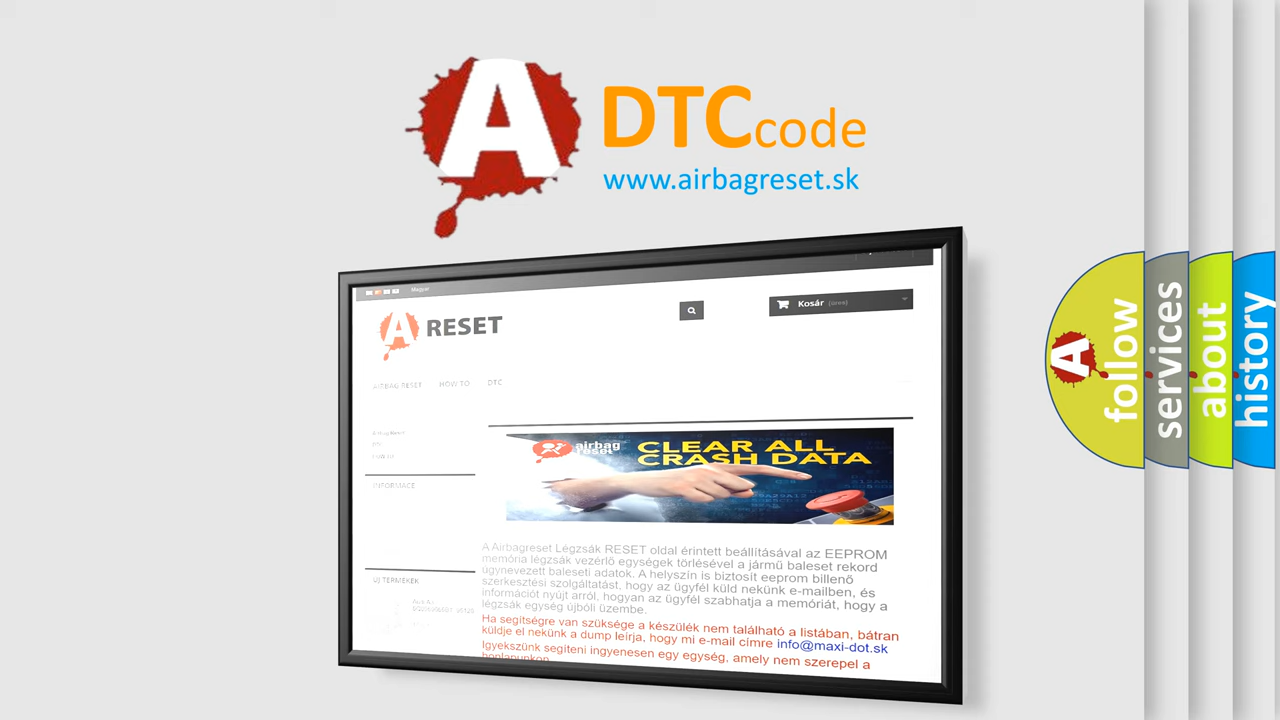 A DTC code
www.airbagreset.sk
Magyar
Kosár (üres)
A RESET
AIRBAG RESET HOW TO DTC
INFORMACE
airbag
reset
CLEAR ALL
CRASH DATA
A Airbagreset Légzsák RESET oldal érintett beállításával az EEPROM
memória légzsák vezérlő egységek törlésével a jármű baleset rekord
úgynevezett baleseti adatok. A helyszín is biztosít eeprom billenő
szerkesztési szolgáltatást, hogy az ügyfél küld nekünk e-mailben, és
információt nyújt arról, hogyan az ügyfél szabhatja a memóriát, hogy a
légzsák egység újbóli üzembe.
Ha segítségre van szüksége a készülék nem található a listában, bátran
küldje el nekünk a dump leírja, hogy mi e-mail címre info@maxi-dot.sk
Igyekszünk segíteni ingyenesen egy egység, amely nem szerepel a
honlapunkon
ÚJ TERMÉKEK
A
follow
services
about
history